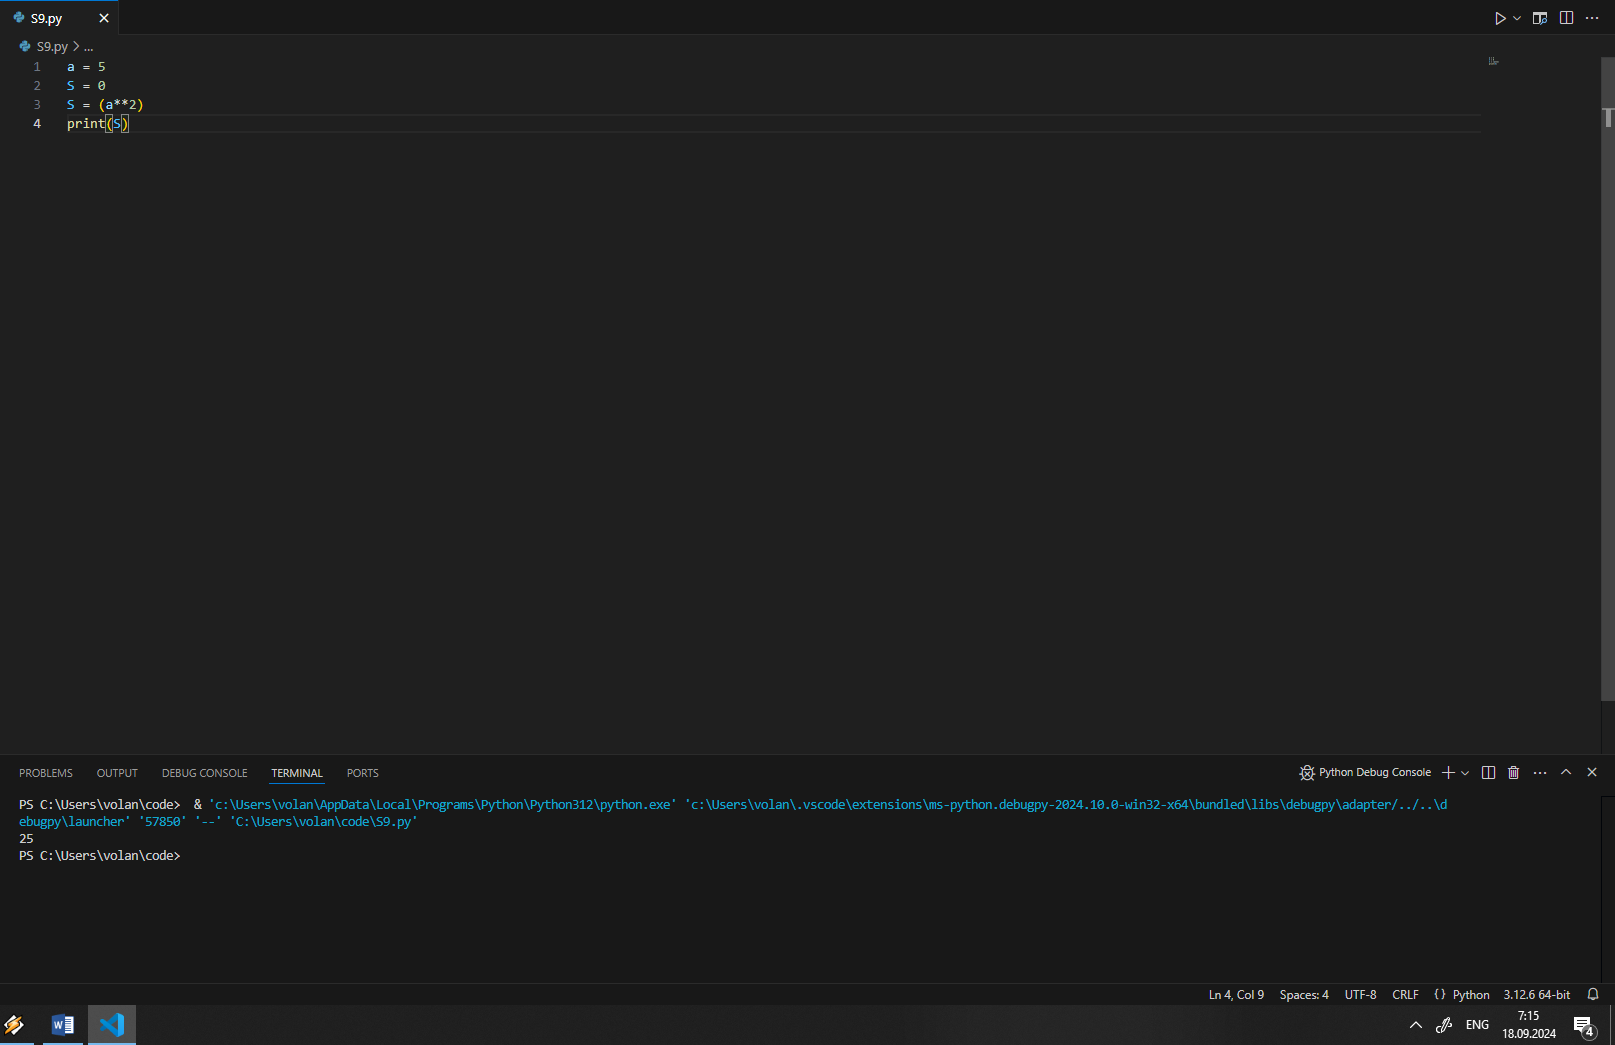 S9.py
S9.py > ...
1 a = 5
2 S = 0
3 S = (a**2)
4 print(S)
PROBLEMS OUTPUT DEBUG CONSOLE TERMINAL PORTS Python Debug Console
PS C:\Users\volan\code>  & 'c:\Users\volan\AppData\Local\Programs\Python\Python312\python.exe' 'c:\Users\volan\.vscode\extensions\ms-python.debugpy-2024.10.0-win32-x64\bundled\libs\debugpy\adapter/../..\d
ebugpy\launcher' '57850' '--' 'C:\Users\volan\code\S9.py'
25
PS C:\Users\volan\code>
Ln 4, Col 9 Spaces: 4 UTF-8 CRLF {} Python 3.12.6 64-bit
ENG 7:15
18.09.2024 4